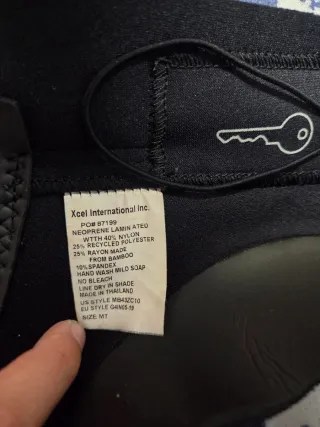 Xcel International Inc.
PO# 87199
NEOPRENE LAMINATED
WITH 40% NYLON
25% RECYCLED POLYESTER
25% RAYON MADE
FROM BAMBOO
10% SPANDEX
HAND WASH MILD SOAP
NO BLEACH
LINE DRY IN SHADE
MADE IN THAILAND
US STYLE MB43ZC10
EU STYLE
SIZE MT